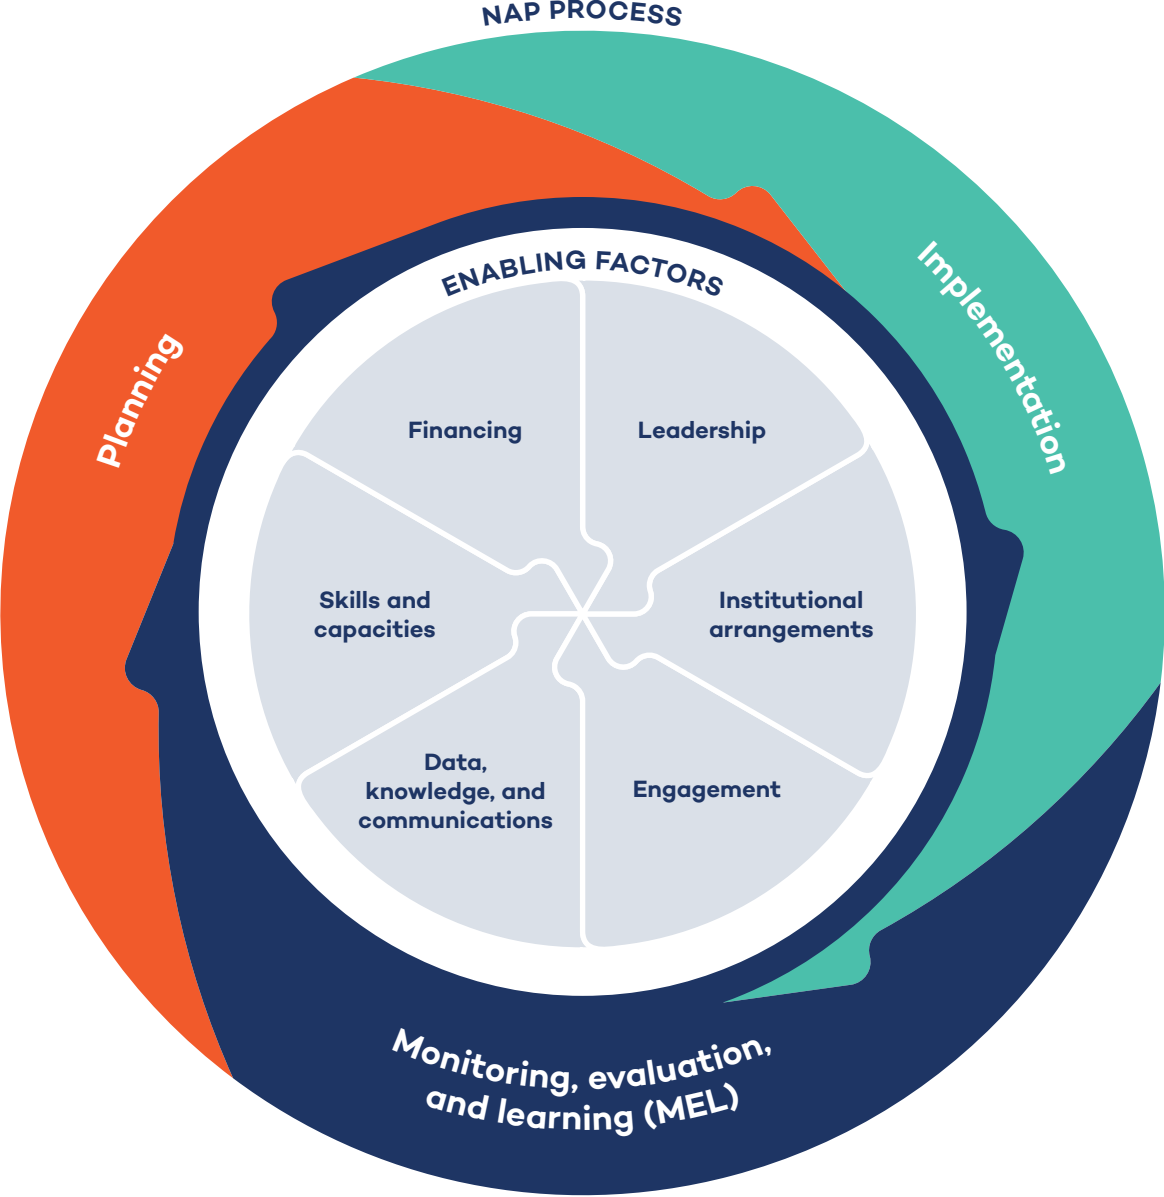 NAP PROCESS
ENABLING FACTORS
Planning
Implementation
Financing
Leadership
Skills and
capacities
Institutional
arrangements
Data,
knowledge, and
communications
Engagement
Monitoring, evaluation,
and learning (MEL)